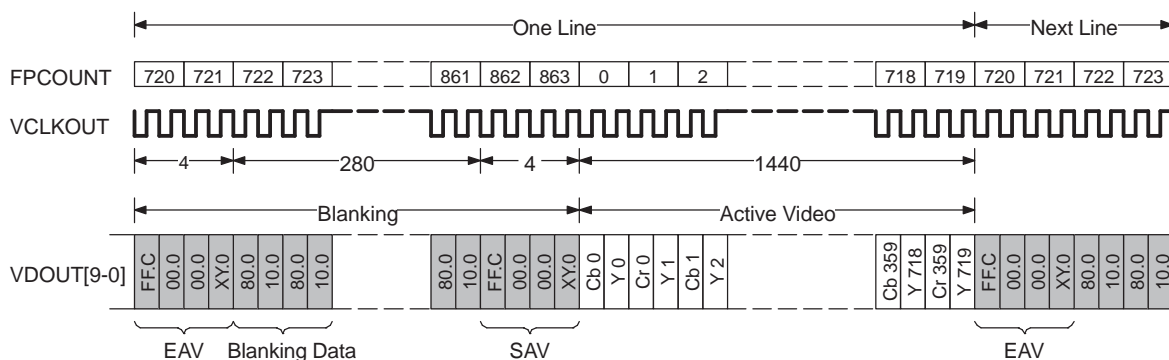 One Line Next Line
FPCOUNT 720 721 722 723 861 862 863 0 1 2 718 719 720 721 722 723
VCLKOUT
4 280 4 1440
Blanking Active Video
VDOUT[9-0] FF.C 00.0 00.0 XY.0 80.0 10.0 80.0 10.0 80.0 10.0 FF.C 00.0 00.0 XY.0 Cb 0 Y 0 Cr 0 Y 1 Cb 1 Y 2 Cb 359 Y 718 Cr 359 Y 719 FF.C 00.0 00.0 XY.0 80.0 10.0 80.0 10.0
EAV Blanking Data SAV EAV